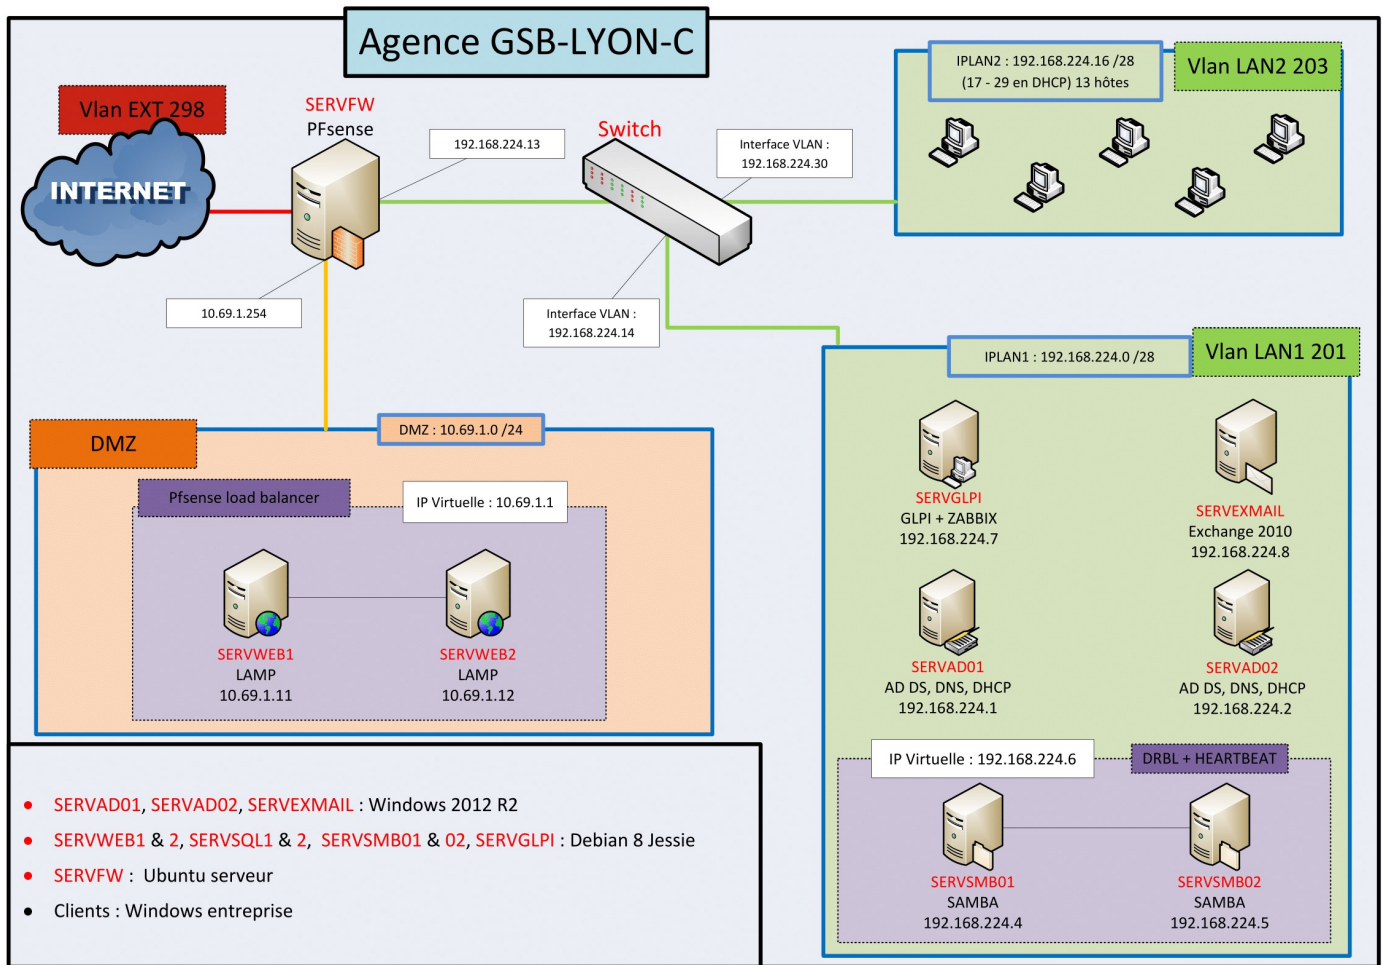 Agence GSB-LYON-C
Vlan EXT 298
INTERNET
SERVFW
PFsense
192.168.224.13
Switch
Interface VLAN :
192.168.224.30
IPLAN2 : 192.168.224.16 /28
(17 - 29 en DHCP) 13 hôtes
Vlan LAN2 203
10.69.1.254
Interface VLAN :
192.168.224.14
IPLAN1 : 192.168.224.0 /28
Vlan LAN1 201
DMZ
DMZ : 10.69.1.0 /24
Pfsense load balancer
IP Virtuelle : 10.69.1.1
SERVWEB1
LAMP
10.69.1.11
SERVWEB2
LAMP
10.69.1.12
SERVGLPI
GLPI + ZABBIX
192.168.224.7
SERVEXMAIL
Exchange 2010
192.168.224.8
SERVAD01
AD DS, DNS, DHCP
192.168.224.1
SERVAD02
AD DS, DNS, DHCP
192.168.224.2
IP Virtuelle : 192.168.224.6
DRBL + HEARTBEAT
SERVSMB01
SAMBA
192.168.224.4
SERVSMB02
SAMBA
192.168.224.5
• SERVAD01, SERVAD02, SERVEXMAIL : Windows 2012 R2
• SERVWEB1 & 2, SERVSQL1 & 2, SERVSMB01 & 02, SERVGLPI : Debian 8 Jessie
• SERVFW : Ubuntu serveur
• Clients : Windows entreprise